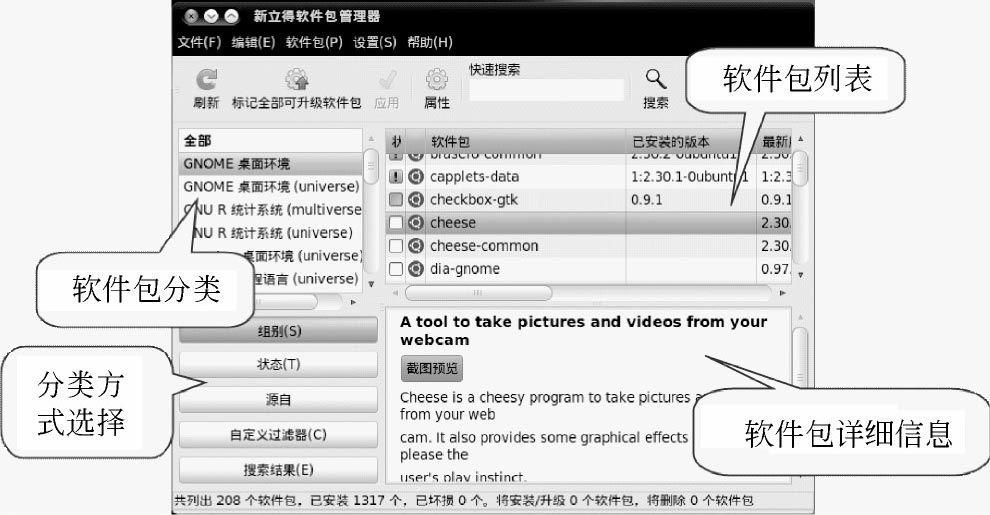 新立得软件包管理器
文件(F) 编辑(E) 软件包(P) 设置(S) 帮助(H)
快速搜索
刷新 标记全部可升级软件包 应用 属性 搜索
软件包列表
全部
GNOME 桌面环境
GNOME 桌面环境 (universe)
GNU R 统计系统 (multiverse
NU R 统计系统 (universe)
桌面环境 (universe)
程语言 (universe)
软件包分类
状 软件包 已安装的版本 最新
brasero-common 2.30.2-0ubuntu1 2.30.
capplets-data 1:2.30.1-0ubuntu1 1:2.3
checkbox-gtk 0.9.1 0.9.1
cheese 2.30.
cheese-common 2.30.
dia-gnome 0.97.
组别(S)
状态(T)
源自
自定义过滤器(C)
搜索结果(E)
分类方
式选择
A tool to take pictures and videos from your
webcam
截图预览
Cheese is a cheesy program to take pictures
from your web
cam. It also provides some graphical effects
please the
user's play instinct.
软件包详细信息
共列出 208 个软件包，已安装 1317 个，已坏损 0 个。将安装/升级 0 个软件包，将删除 0 个软件包